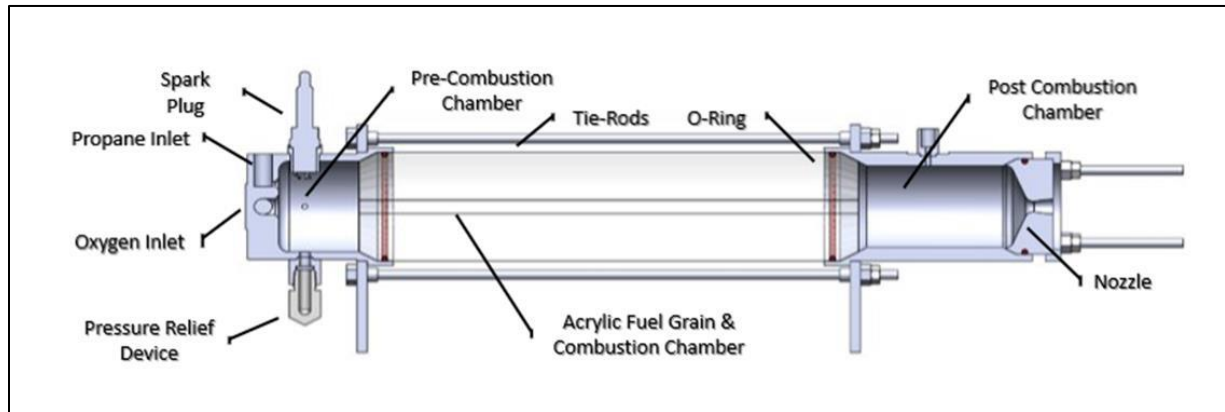 Spark
Plug
Pre-Combustion
Chamber
Tie-Rods
O-Ring
Post Combustion
Chamber
Propane Inlet
Oxygen Inlet
Nozzle
Pressure Relief
Device
Acrylic Fuel Grain &
Combustion Chamber